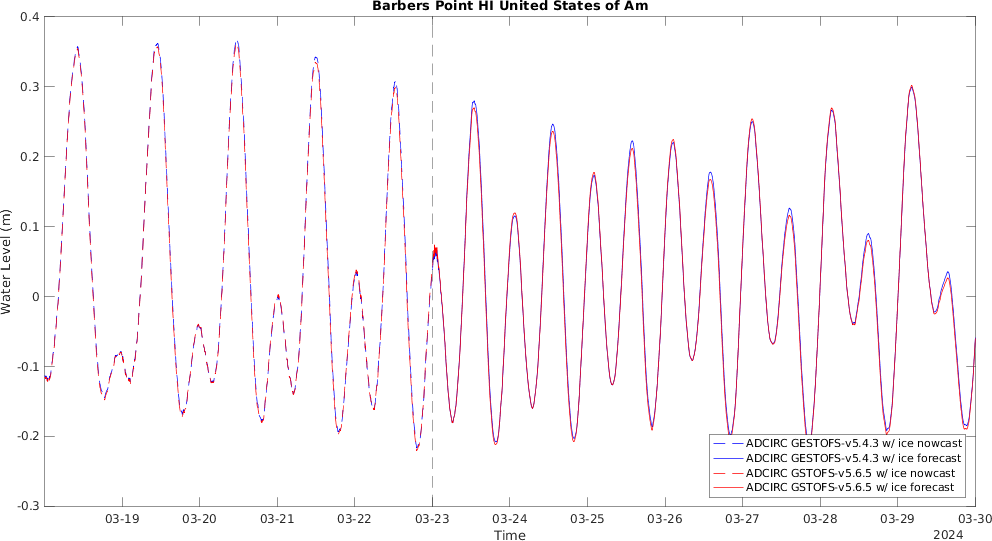 Barbers Point HI United States of Am
Water Level (m)
0.4
0.3
0.2
0.1
0
-0.1
-0.2
-0.3
ADCIRC GESTOFS-v5.4.3 w/ ice nowcast
ADCIRC GESTOFS-v5.4.3 w/ ice forecast
ADCIRC GSTOFS-v5.6.5 w/ ice nowcast
ADCIRC GSTOFS-v5.6.5 w/ ice forecast
03-19 03-20 03-21 03-22 03-23 03-24 03-25 03-26 03-27 03-28 03-29 03-30
Time
2024